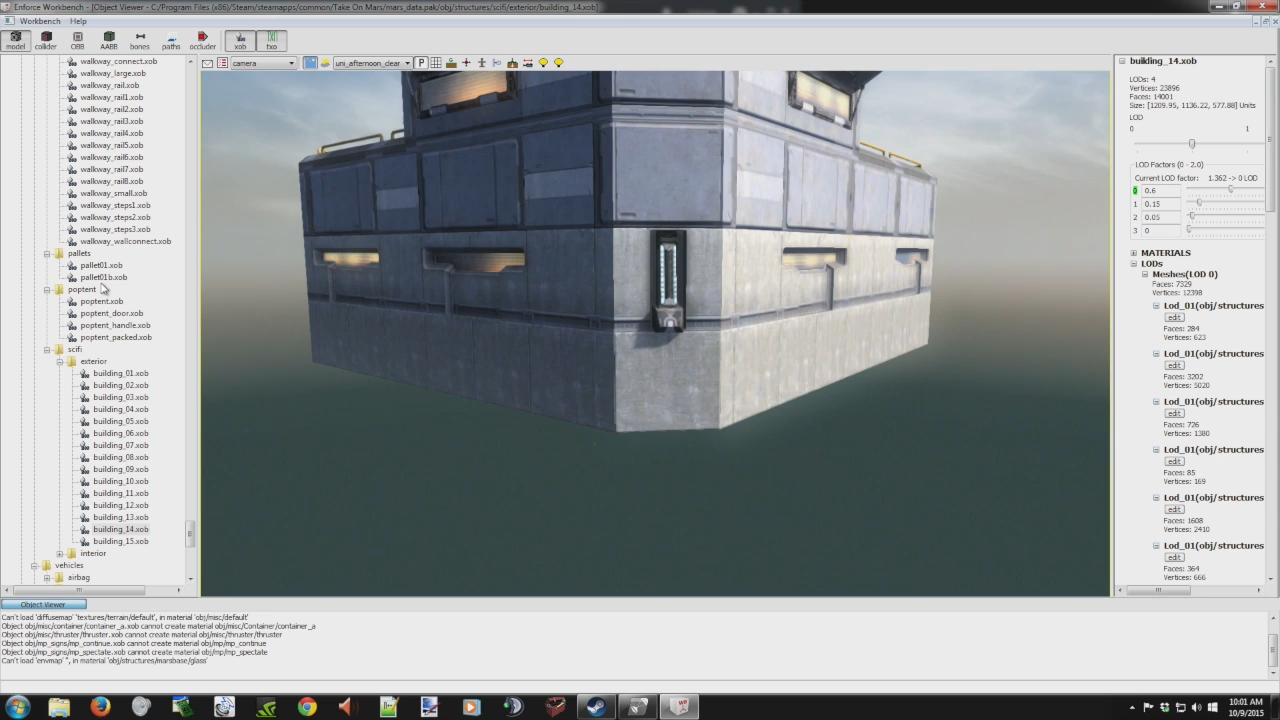 Enforce Workbench - [Object Viewer - C:/Program Files (x86)/Steam/steamapps/common/Take On Mars/mars_data.pak/obj/structures/scifi/exterior/building_14.xob]
Workbench Help
model collider OBB AABB bones paths occluder xob txo
camera uni_afternoon_clear P
walkway_connect.xob
walkway_large.xob
walkway_rail.xob
walkway_rail1.xob
walkway_rail2.xob
walkway_rail3.xob
walkway_rail4.xob
walkway_rail5.xob
walkway_rail6.xob
walkway_rail7.xob
walkway_rail8.xob
walkway_small.xob
walkway_steps1.xob
walkway_steps2.xob
walkway_steps3.xob
walkway_wallconnect.xob
pallets
pallet01.xob
pallet01b.xob
poptent
poptent.xob
poptent_door.xob
poptent_handle.xob
poptent_packed.xob
scifi
exterior
building_01.xob
building_02.xob
building_03.xob
building_04.xob
building_05.xob
building_06.xob
building_07.xob
building_08.xob
building_09.xob
building_10.xob
building_11.xob
building_12.xob
building_13.xob
building_14.xob
building_15.xob
interior
vehicles
airbag
building_14.xob
LODs: 4
Vertices: 23896
Faces: 14001
Size: [1209.95, 1136.22, 577.88] Units
LOD
0 1
LOD Factors (0 - 2.0)
Current LOD factor: 1.362 -> 0 LOD
0 0.6
1 0.15
2 0.05
3 0
MATERIALS
LODs
Meshes(LOD 0)
Faces: 7329
Vertices: 12398
Lod_01(obj/structures
edit
Faces: 284
Vertices: 623
Lod_01(obj/structures
edit
Faces: 3202
Vertices: 5020
Lod_01(obj/structures
edit
Faces: 726
Vertices: 1380
Lod_01(obj/structures
edit
Faces: 85
Vertices: 169
Lod_01(obj/structures
edit
Faces: 1608
Vertices: 2410
Lod_01(obj/structures
edit
Faces: 364
Vertices: 666
Object Viewer
Can't load 'diffusemap' 'textures/terrain/default', in material 'obj/misc/default'
Object obj/misc/container/container_a.xob cannot create material obj/misc/Container/container_a
Object obj/misc/thruster/thruster.xob cannot create material obj/misc/thruster/thruster
Object obj/mp_signs/mp_continue.xob cannot create material obj/mp/mp_continue
Object obj/mp_signs/mp_spectate.xob cannot create material obj/mp/mp_spectate
Can't load 'envmap' '', in material 'obj/structures/marsbase/glass'
10:01 AM
10/9/2015